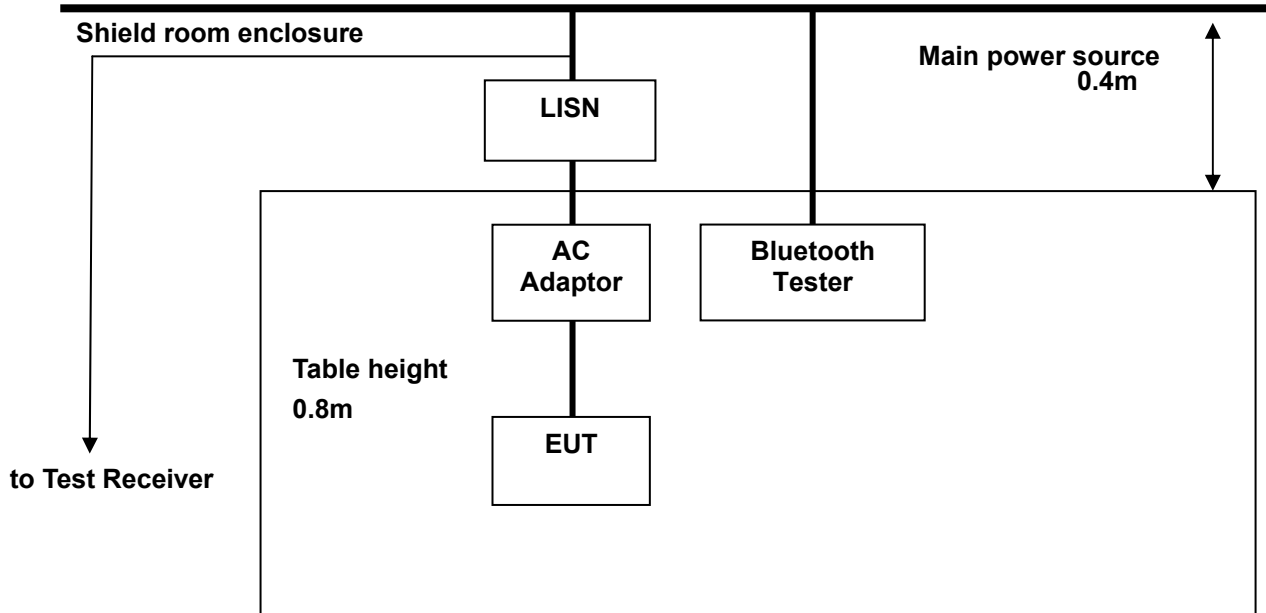 Shield room enclosure
Main power source
0.4m
LISN
AC
Adaptor
Bluetooth
Tester
Table height
0.8m
EUT
to Test Receiver